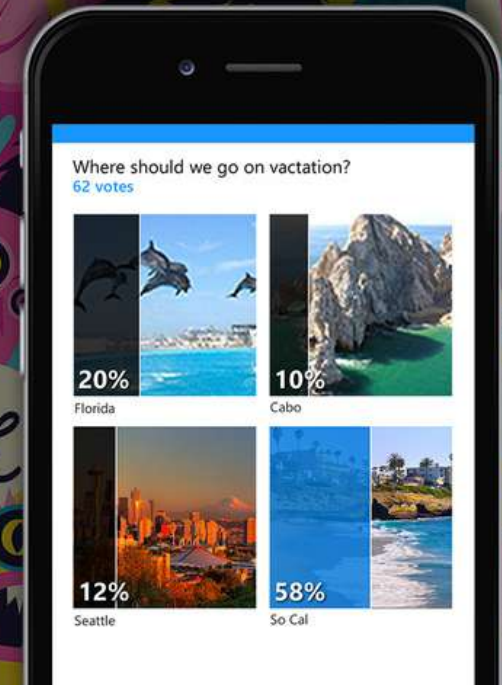 Where should we go on vactation?
62 votes
20%
Florida
10%
Cabo
12%
Seattle
58%
So Cal